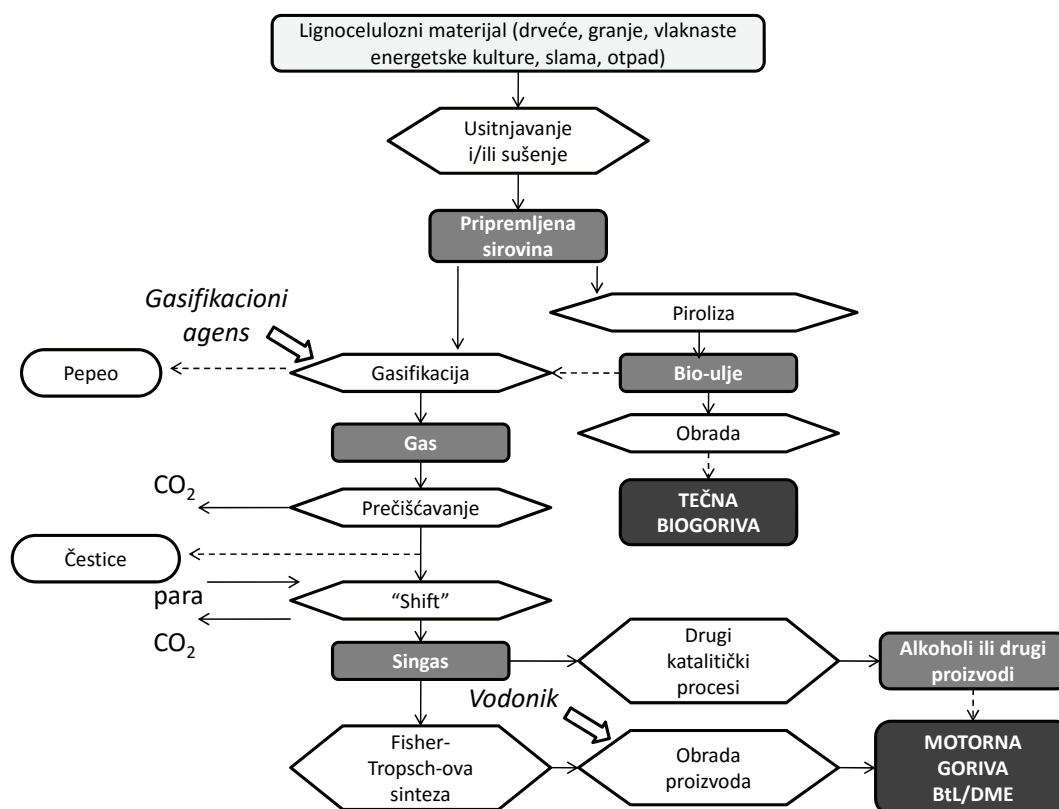 Lignocelulozni materijal (drveće, granje, vlaknaste
energetske kulture, slama, otpad)
Usitnjavanje
i/ili sušenje
Pripremljena
sirovina
Gasifikacioni
agens
Piroliza
Pepeo
Gasifikacija
Bio-ulje
Obrada
Gas
CO2
Prečišćavanje
TEČNA
BIOGORIVA
Čestice
para
“Shift”
CO2
Singas
Drugi
katalitički
procesi
Alkoholi ili drugi
proizvodi
Vodonik
Fisher-
Tropsch-ova
sinteza
Obrada
proizvoda
MOTORNA
GORIVA
BtL/DME